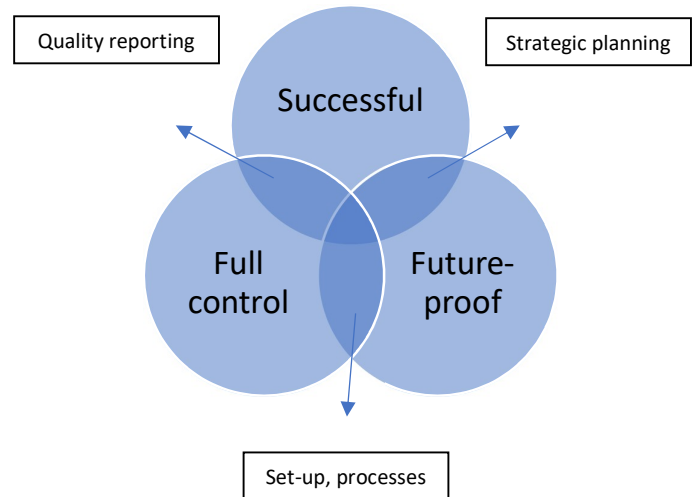 Quality reporting
Strategic planning
Successful
Full
control
Future-
proof
Set-up, processes